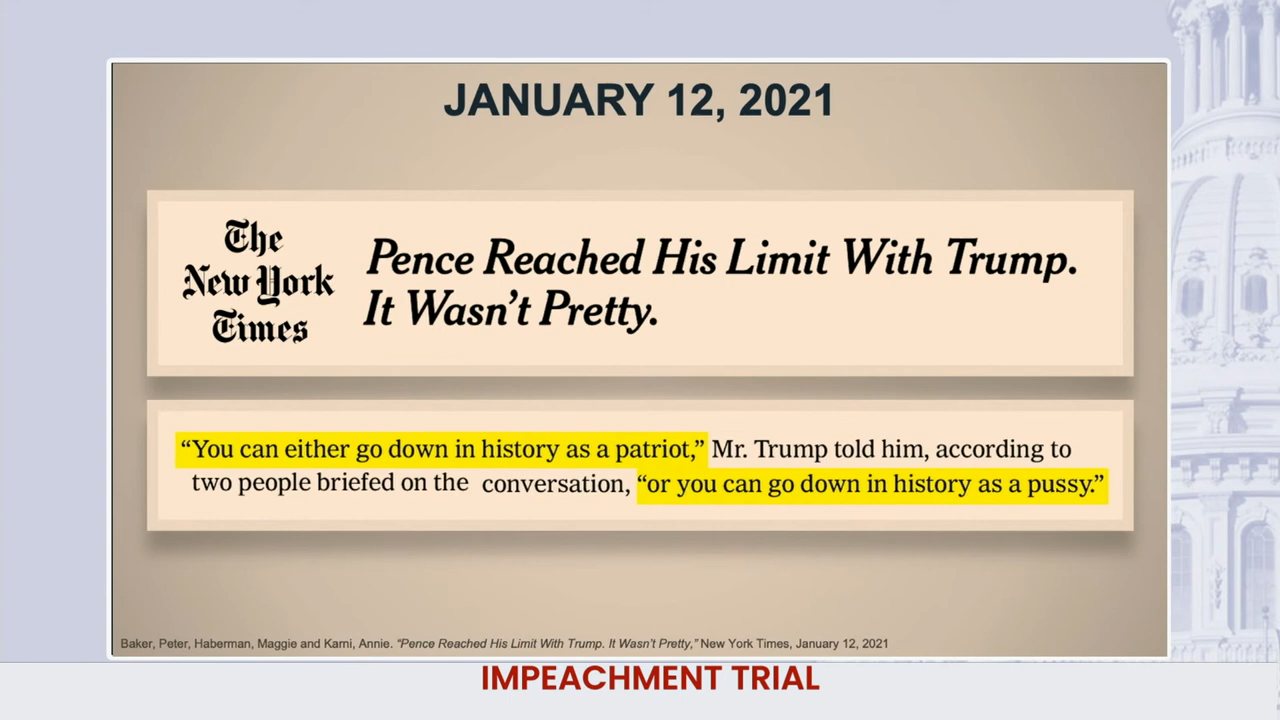 JANUARY 12, 2021
The
New York
Times
Pence Reached His Limit With Trump.
It Wasn’t Pretty.
“You can either go down in history as a patriot,” Mr. Trump told him, according to
two people briefed on the conversation, “or you can go down in history as a pussy.”
Baker, Peter, Haberman, Maggie and Karni, Annie. “Pence Reached His Limit With Trump. It Wasn’t Pretty,” New York Times, January 12, 2021
IMPEACHMENT TRIAL